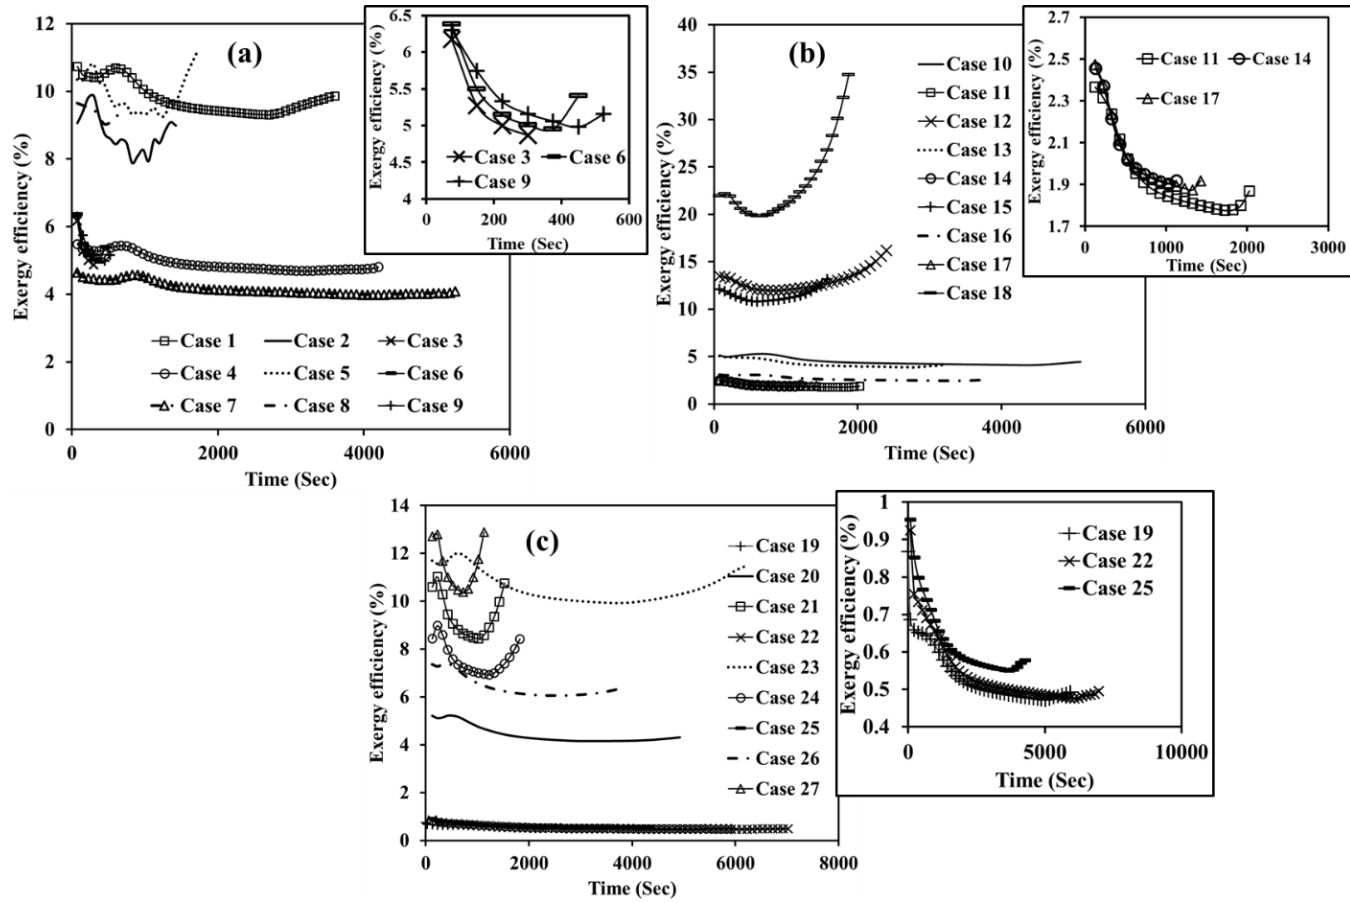 (a)
Exergy efficiency (%)
12
10
8
6
4
2
0
0 2000 4000 6000
Time (Sec)
Case 1 Case 2 Case 3
Case 4 Case 5 Case 6
Case 7 Case 8 Case 9
Exergy efficiency (%)
6.5
6
5.5
5
4.5
4
0 200 400 600
Time (Sec)
Case 3 Case 6
Case 9
(b)
Exergy efficiency (%)
40
35
30
25
20
15
10
5
0
0 2000 4000 6000
Time (Sec)
Case 10
Case 11
Case 12
Case 13
Case 14
Case 15
Case 16
Case 17
Case 18
Exergy efficiency (%)
2.7
2.5
2.3
2.1
1.9
1.7
0 1000 2000 3000
Time (Sec)
Case 11 Case 14
Case 17
(c)
Exergy efficiency (%)
14
12
10
8
6
4
2
0
0 2000 4000 6000 8000
Time (Sec)
Case 19
Case 20
Case 21
Case 22
Case 23
Case 24
Case 25
Case 26
Case 27
Exergy efficiency (%)
1
0.9
0.8
0.7
0.6
0.5
0.4
0 5000 10000
Time (Sec)
Case 19
Case 22
Case 25